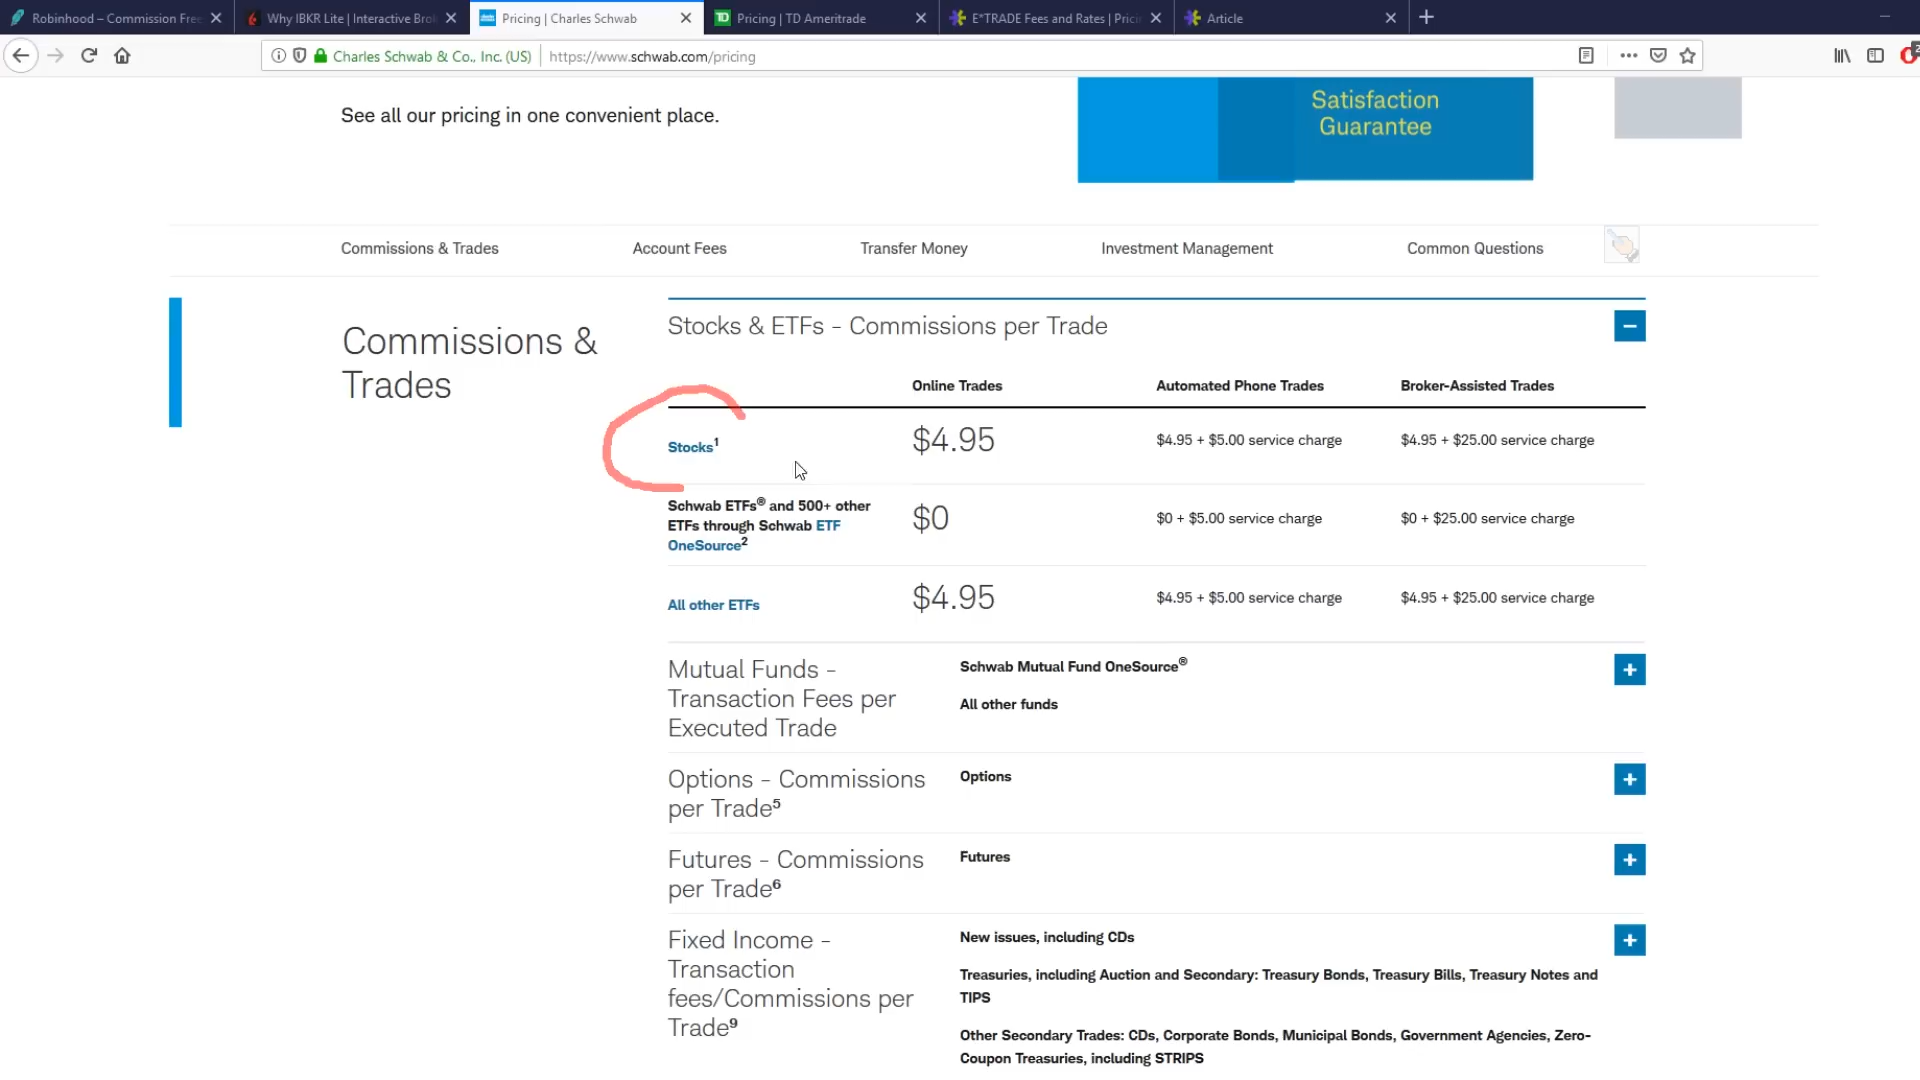 Robinhood – Commission Free
Why IBKR Lite | Interactive Brok
Pricing | Charles Schwab
TD
Pricing | TD Ameritrade
E*TRADE Fees and Rates | Pricin
Article
Charles Schwab & Co., Inc. (US)
https://www.schwab.com/pricing
See all our pricing in one convenient place.
Satisfaction
Guarantee
Commissions & Trades
Account Fees
Transfer Money
Investment Management
Common Questions
Commissions &
Trades
Stocks & ETFs - Commissions per Trade
Online Trades
Automated Phone Trades
Broker-Assisted Trades
Stocks¹
$4.95
$4.95 + $5.00 service charge
$4.95 + $25.00 service charge
Schwab ETFs® and 500+ other
ETFs through Schwab ETF
OneSource²
$0
$0 + $5.00 service charge
$0 + $25.00 service charge
All other ETFs
$4.95
$4.95 + $5.00 service charge
$4.95 + $25.00 service charge
Mutual Funds -
Transaction Fees per
Executed Trade
Schwab Mutual Fund OneSource®
All other funds
Options - Commissions
per Trade⁵
Options
Futures - Commissions
per Trade⁶
Futures
Fixed Income -
Transaction
fees/Commissions per
Trade⁹
New issues, including CDs
Treasuries, including Auction and Secondary: Treasury Bonds, Treasury Bills, Treasury Notes and
TIPS
Other Secondary Trades: CDs, Corporate Bonds, Municipal Bonds, Government Agencies, Zero-
Coupon Treasuries, including STRIPS